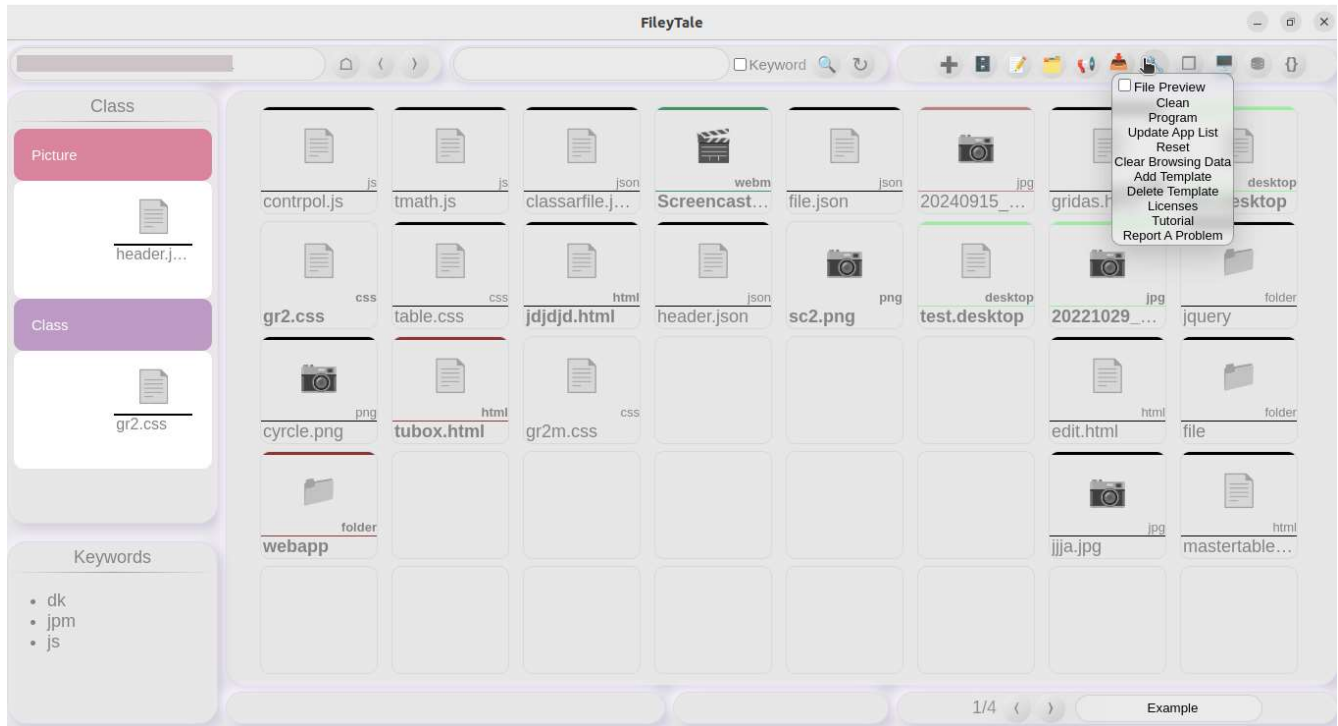 FileyTale
Keyword
{}
Class
Picture
header.j...
Class
gr2.css
Keywords
dk
jpm
js
File Preview
Clean
Program
Update App List
Reset
Clear Browsing Data
Add Template
Delete Template
Licenses
Tutorial
Report A Problem
js js json webm json jpg desktop
contrpol.js tmath.js classarfile.j... Screencast... file.json 20240915_... gridas.h esktop
css css html json png desktop jpg folder
gr2.css table.css jdjdjd.html header.json sc2.png test.desktop 20221029_... jquery
png html css html folder
cyrcle.png tubox.html gr2m.css edit.html file
folder jpg html
webapp jjja.jpg mastertable...
1/4 Example